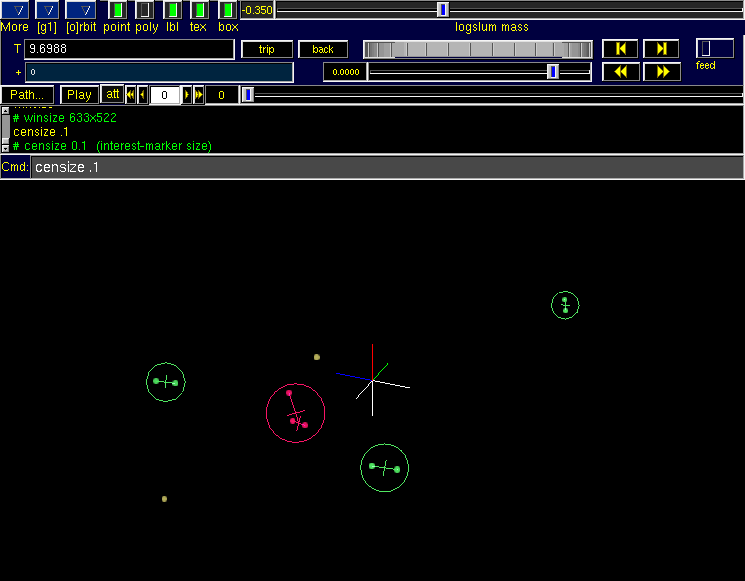 -0.350
More [g1] [o]rbit point poly lbl tex box logslum mass
T 9.6988 trip back
feed
+ 0 0.0000
Path... Play att 0 0
# winsize 633x522
censize .1
# censize 0.1 (interest-marker size)
Cmd: censize .1